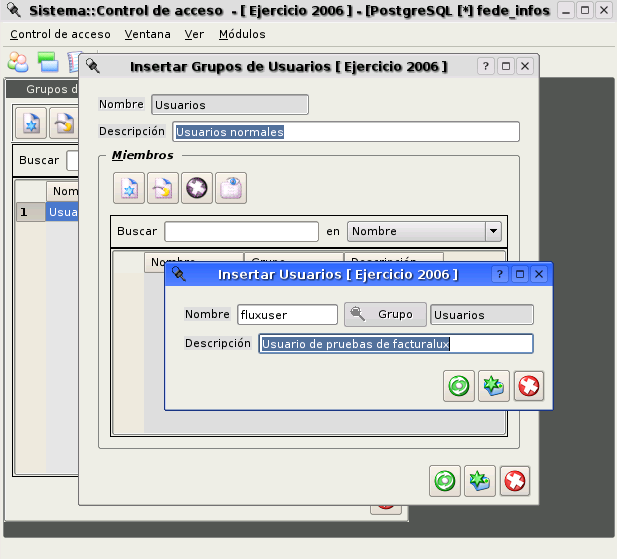 Sistema::Control de acceso - [ Ejercicio 2006 ] - [PostgreSQL [*] fede_infos
Control de acceso Ventana Ver Módulos
Grupos d
Buscar
Nom
1 Usua
Insertar Grupos de Usuarios [ Ejercicio 2006 ]
Nombre Usuarios
Descripción Usuarios normales
Miembros
Buscar en Nombre
Nombre Grupo Descripción
Insertar Usuarios [ Ejercicio 2006 ]
Nombre fluxuser Grupo Usuarios
Descripción Usuario de pruebas de facturalux